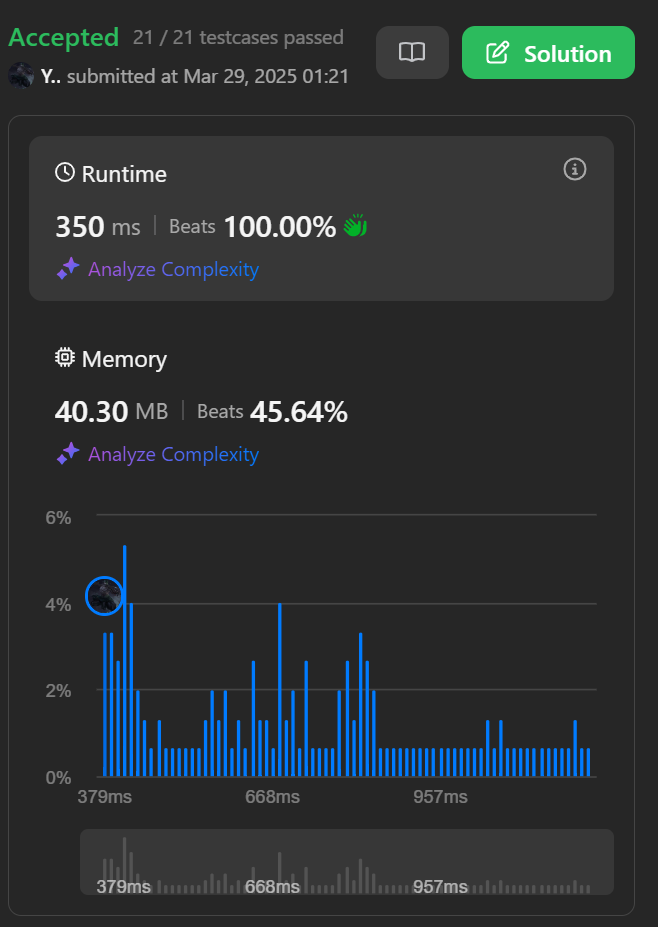 Accepted 21 / 21 testcases passed
Y.. submitted at Mar 29, 2025 01:21
Solution
Runtime
350 ms Beats 100.00%
Analyze Complexity
Memory
40.30 MB Beats 45.64%
Analyze Complexity
6%
4%
2%
0%
379ms 668ms 957ms
379ms 668ms 957ms